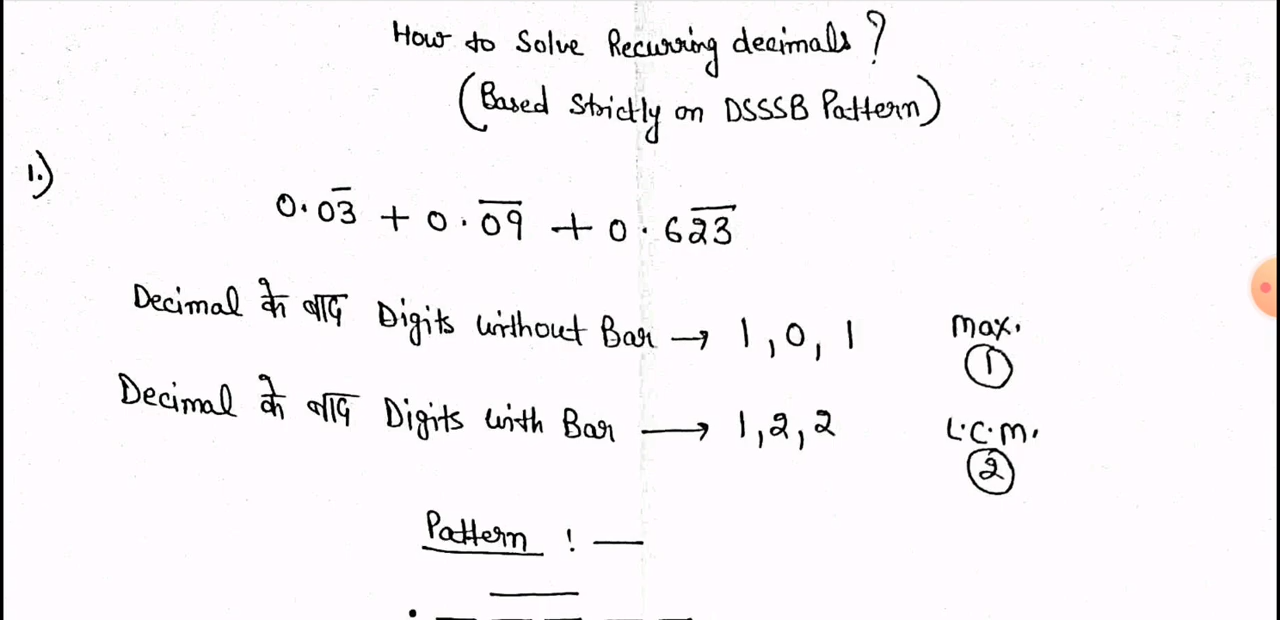 How to Solve Recurring decimals ?
(Based Strictly on DSSSB Pattern)
1.)
0.03̅ + 0.0̅9̅ + 0.62̅3̅
Decimal के बाद Digits without Bar → 1, 0, 1 max. 1
Decimal के बाद Digits with Bar → 1, 2, 2 L.C.M. 2
Pattern : —